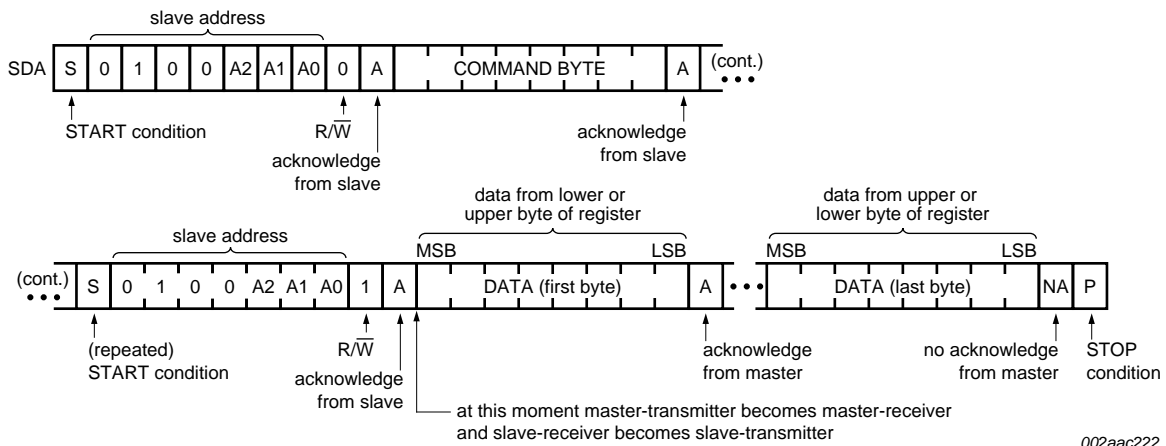 slave address
SDA S 0 1 0 0 A2 A1 A0 0 A COMMAND BYTE A (cont.)
START condition R/W̅ acknowledge from slave acknowledge from slave
data from lower or upper byte of register data from upper or lower byte of register
slave address MSB LSB MSB LSB
(cont.) S 0 1 0 0 A2 A1 A0 1 A DATA (first byte) A DATA (last byte) NA P
(repeated) START condition R/W̅ acknowledge from slave acknowledge from master no acknowledge from master STOP condition
at this moment master-transmitter becomes master-receiver
and slave-receiver becomes slave-transmitter
002aac222